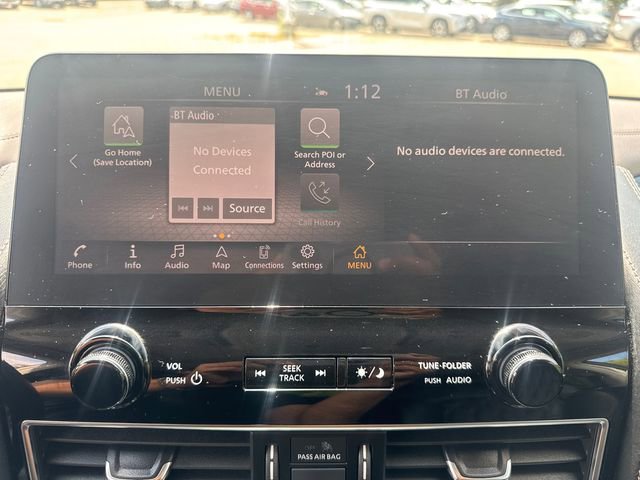 MENU
1:12
BT Audio
Go Home
(Save Location)
BT Audio
No Devices
Connected
Source
Search POI or
Address
Call History
No audio devices are connected.
Phone
Info
Audio
Map
Connections
Settings
MENU
VOL
PUSH
SEEK
TRACK
TUNE·FOLDER
PUSH AUDIO
OFF
PASS AIR BAG